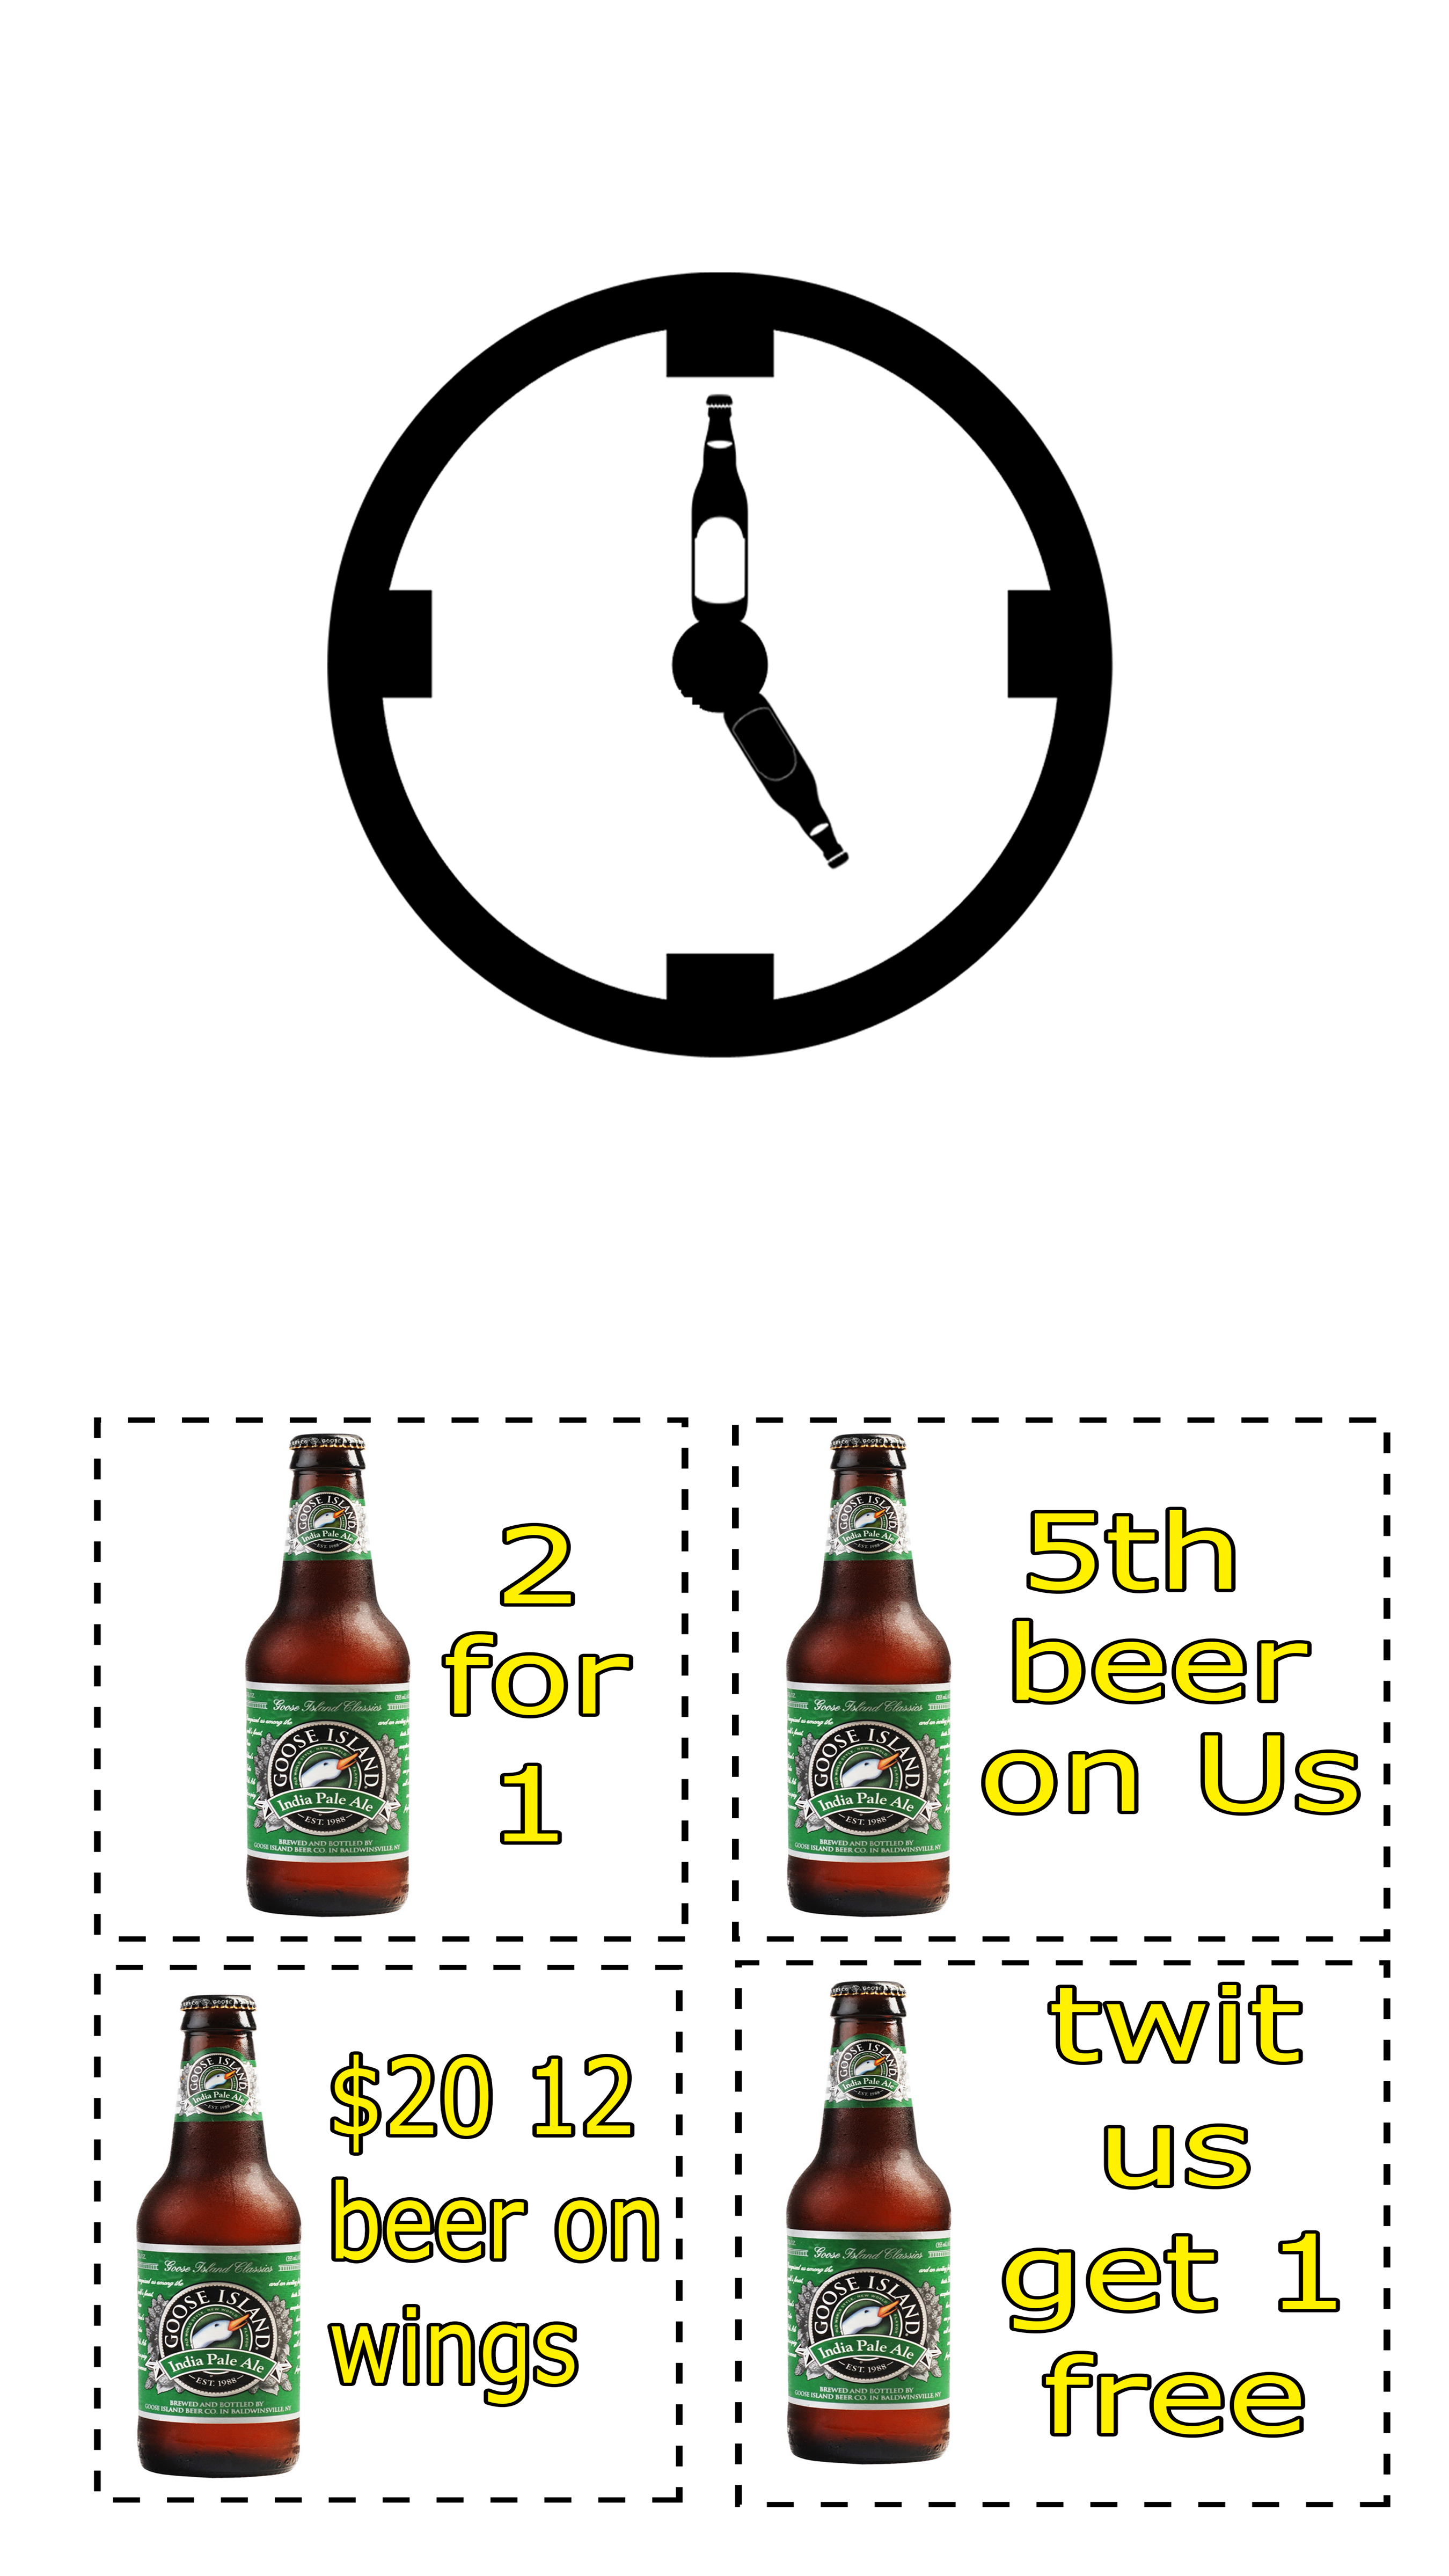 GOOSE ISLAND
India Pale Ale
EST. 1988
Goose Island Classics
GOOSE ISLAND
India Pale Ale
EST. 1988
BREWED AND BOTTLED BY
GOOSE ISLAND BEER CO. IN BALDWINSVILLE, NY
2
for
1
GOOSE ISLAND
India Pale Ale
EST. 1988
Goose Island Classics
GOOSE ISLAND
India Pale Ale
EST. 1988
BREWED AND BOTTLED BY
GOOSE ISLAND BEER CO. IN BALDWINSVILLE, NY
5th
beer
on Us
GOOSE ISLAND
India Pale Ale
EST. 1988
Goose Island Classics
GOOSE ISLAND
India Pale Ale
EST. 1988
BREWED AND BOTTLED BY
GOOSE ISLAND BEER CO. IN BALDWINSVILLE, NY
$20 12
beer on
wings
GOOSE ISLAND
India Pale Ale
EST. 1988
Goose Island Classics
GOOSE ISLAND
India Pale Ale
EST. 1988
BREWED AND BOTTLED BY
GOOSE ISLAND BEER CO. IN BALDWINSVILLE, NY
twit
us
get 1
free